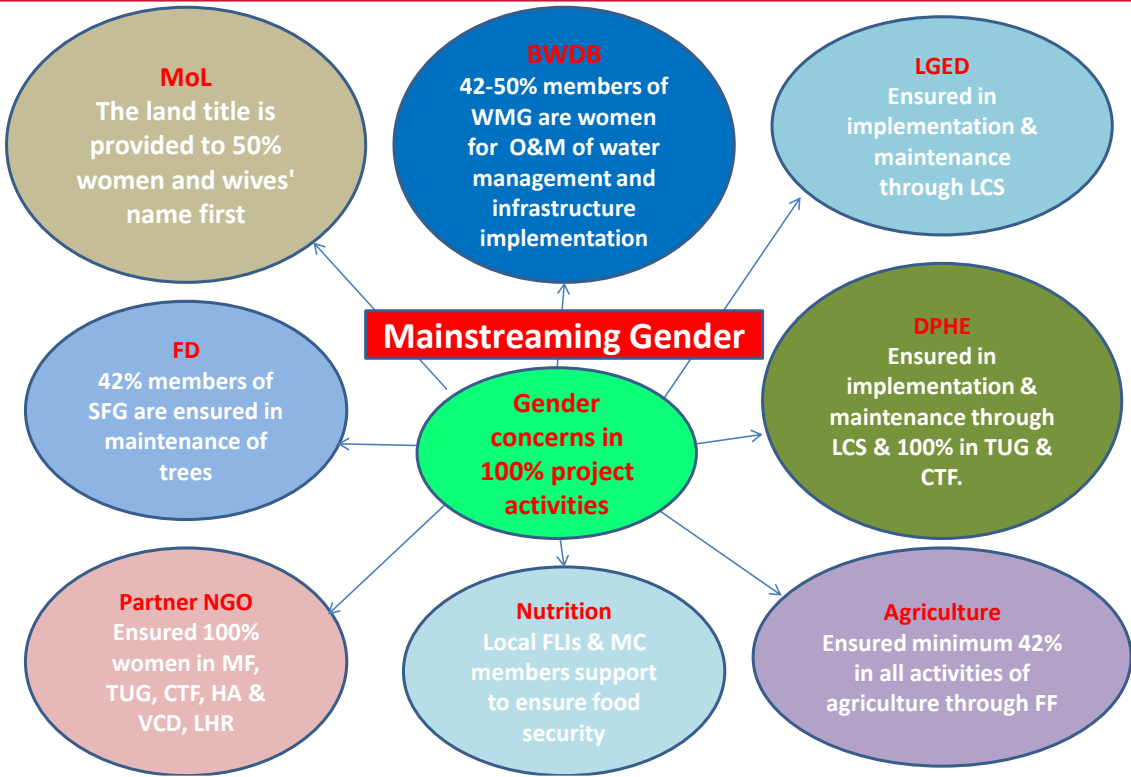 MoL
The land title is
provided to 50%
women and wives'
name first
BWDB
42-50% members of
WMG are women
for O&M of water
management and
infrastructure
implementation
LGED
Ensured in
implementation &
maintenance
through LCS
Mainstreaming Gender
FD
42% members of
SFG are ensured in
maintenance of
trees
Gender
concerns in
100% project
activities
DPHE
Ensured in
implementation &
maintenance through
LCS & 100% in TUG &
CTF.
Partner NGO
Ensured 100%
women in MF,
TUG, CTF, HA &
VCD, LHR
Nutrition
Local FLIs & MC
members support
to ensure food
security
Agriculture
Ensured minimum 42%
in all activities of
agriculture through FF